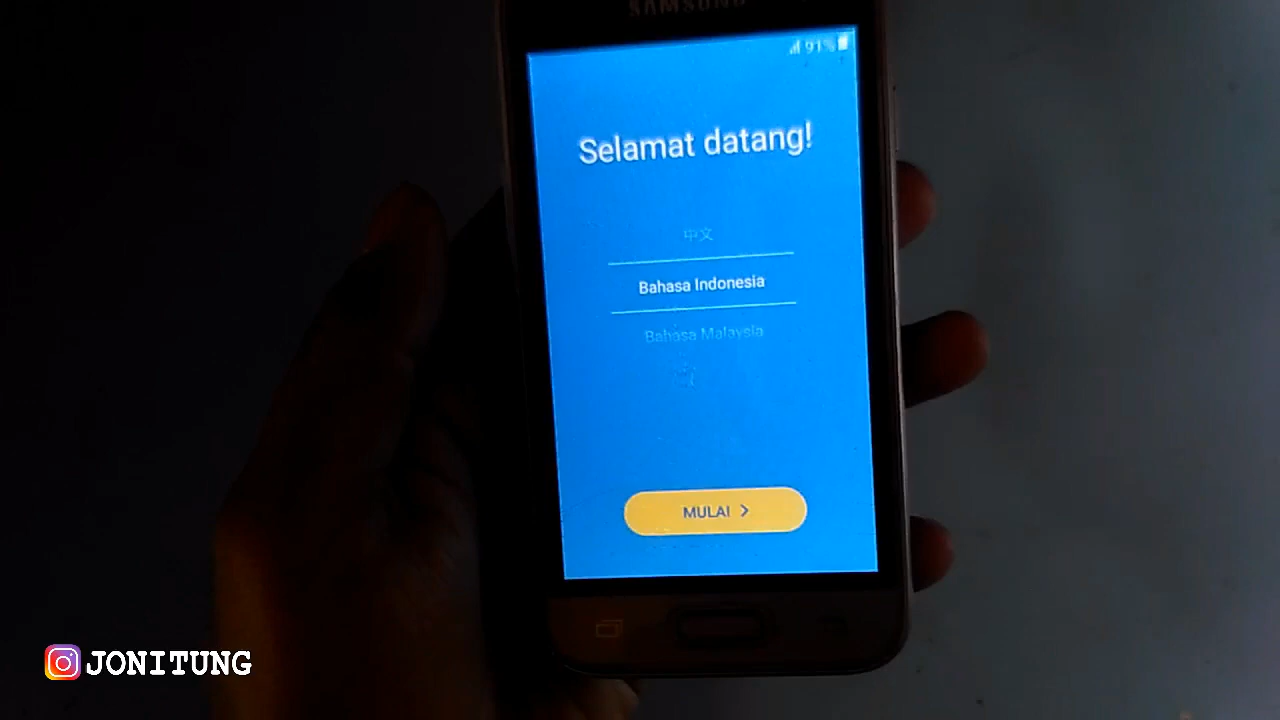 SAMSUNG
91%
Selamat datang!
中文
Bahasa Indonesia
Bahasa Malaysia
MULAI >
JONITUNG